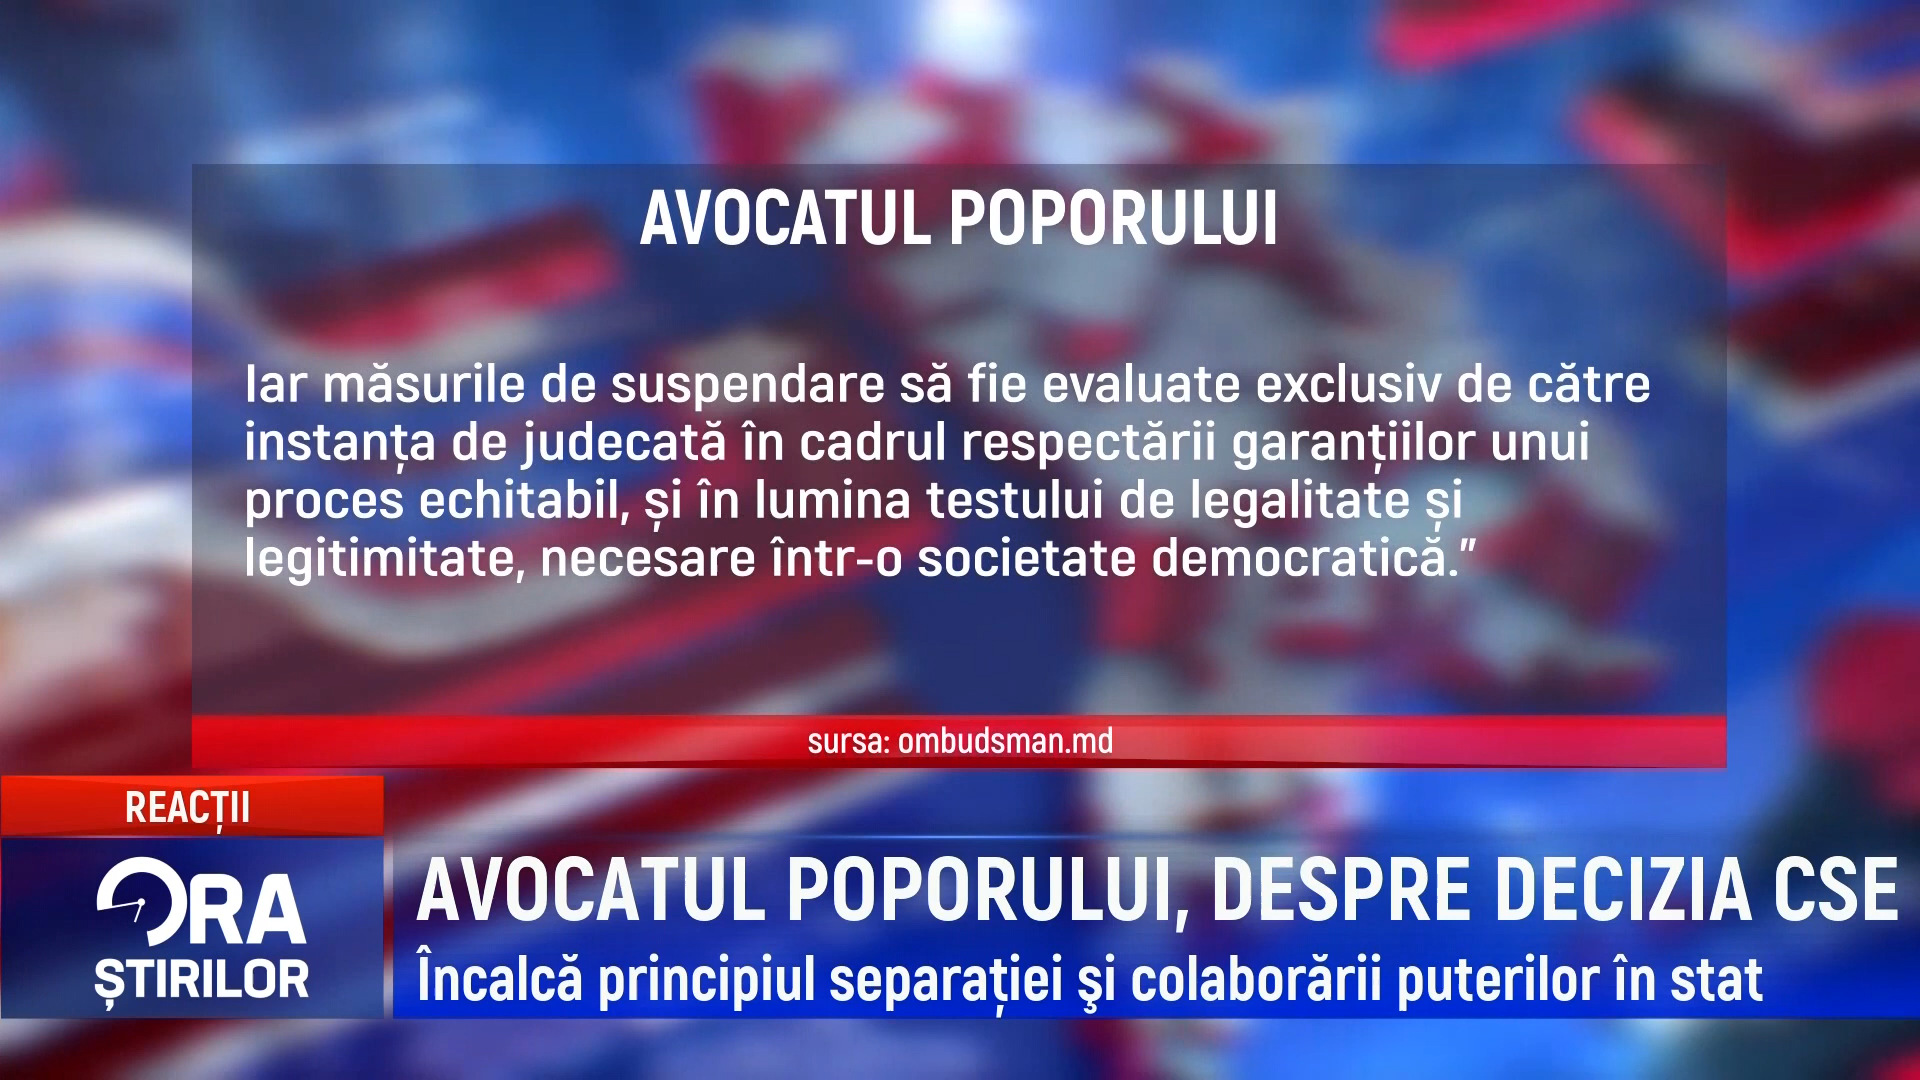 AVOCATUL POPORULUI
Iar măsurile de suspendare să fie evaluate exclusiv de către
instanța de judecată în cadrul respectării garanțiilor unui
proces echitabil, și în lumina testului de legalitate și
legitimitate, necesare într-o societate democratică.”
sursa: ombudsman.md
REACȚII
ORA
ȘTIRILOR
AVOCATUL POPORULUI, DESPRE DECIZIA CSE
Încalcă principiul separației şi colaborării puterilor în stat